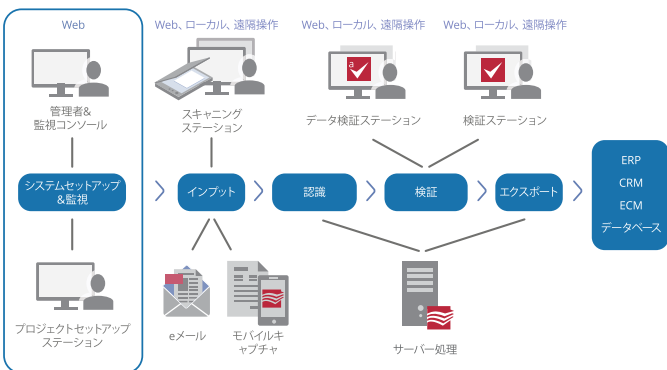 Web
Web、ローカル、遠隔操作
Web、ローカル、遠隔操作
Web、ローカル、遠隔操作
a
管理者&
監視コンソール
スキャニング
ステーション
データ検証ステーション
検証ステーション
システムセットアップ
&監視
インプット
認識
検証
エクスポート
ERP
CRM
ECM
データベース
プロジェクトセットアップ
ステーション
eメール
モバイルキ
ャプチャ
サーバー処理